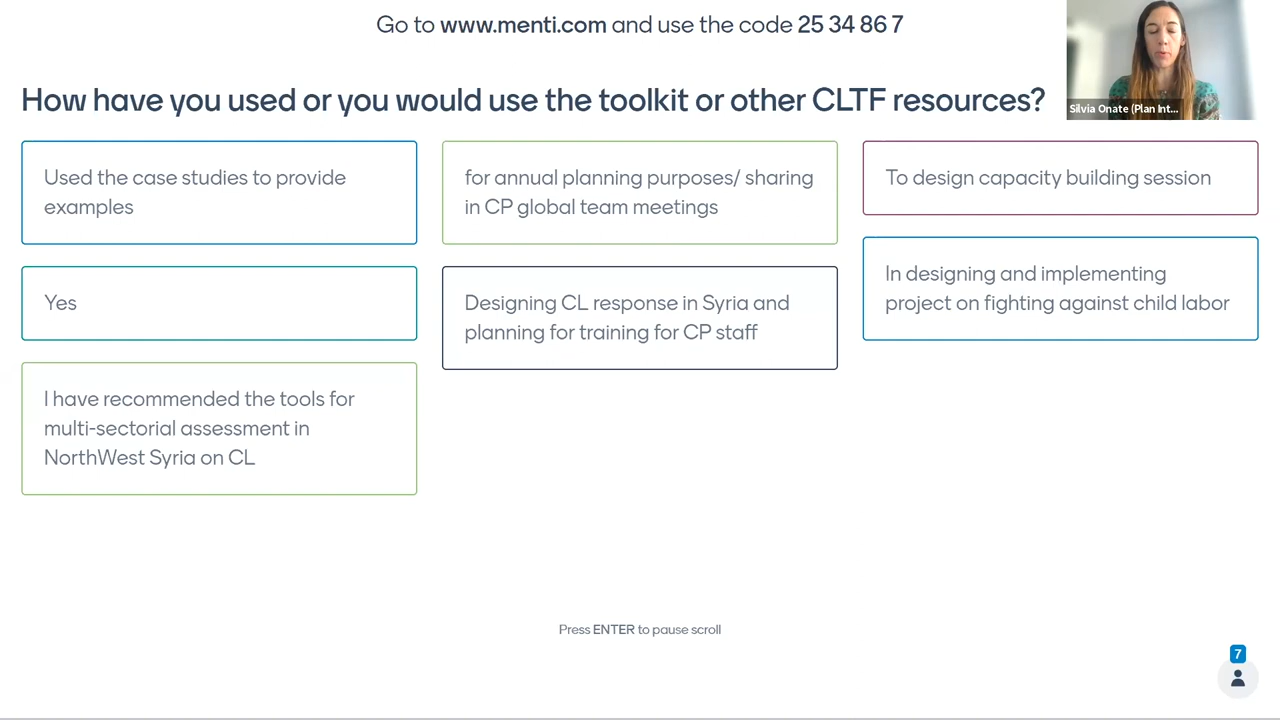 Go to www.menti.com and use the code 25 34 86 7
How have you used or you would use the toolkit or other CLTF resources?
Silvia Onate (Plan Int...
Used the case studies to provide
examples
for annual planning purposes/ sharing
in CP global team meetings
To design capacity building session
Yes
Designing CL response in Syria and
planning for training for CP staff
In designing and implementing
project on fighting against child labor
I have recommended the tools for
multi-sectorial assessment in
NorthWest Syria on CL
Press ENTER to pause scroll
7